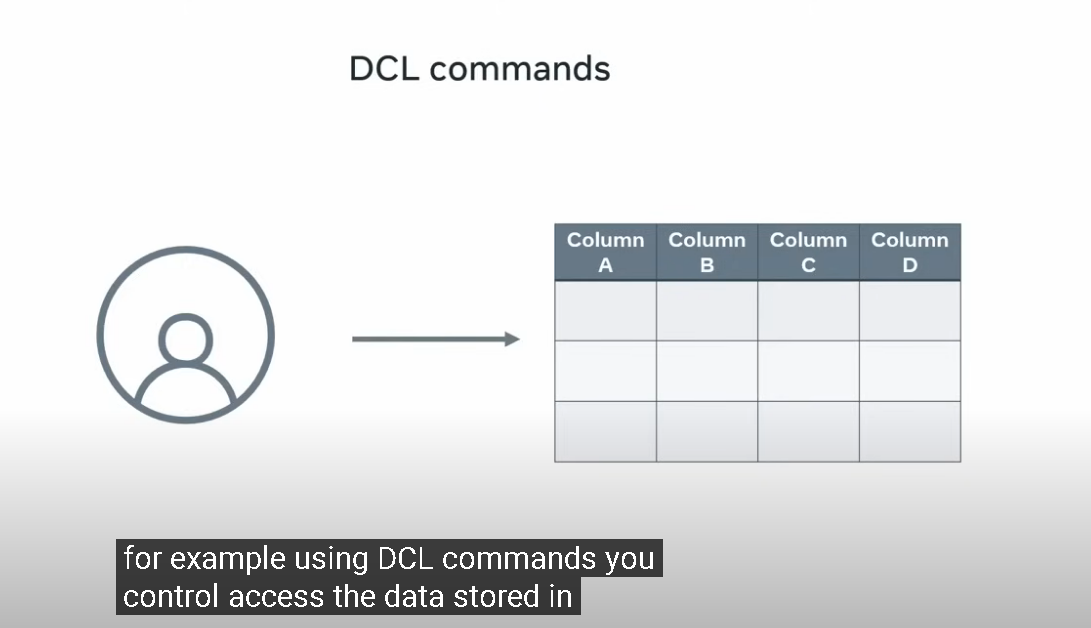 DCL commands
Column Column Column Column
A B C D
for example using DCL commands you
control access the data stored in